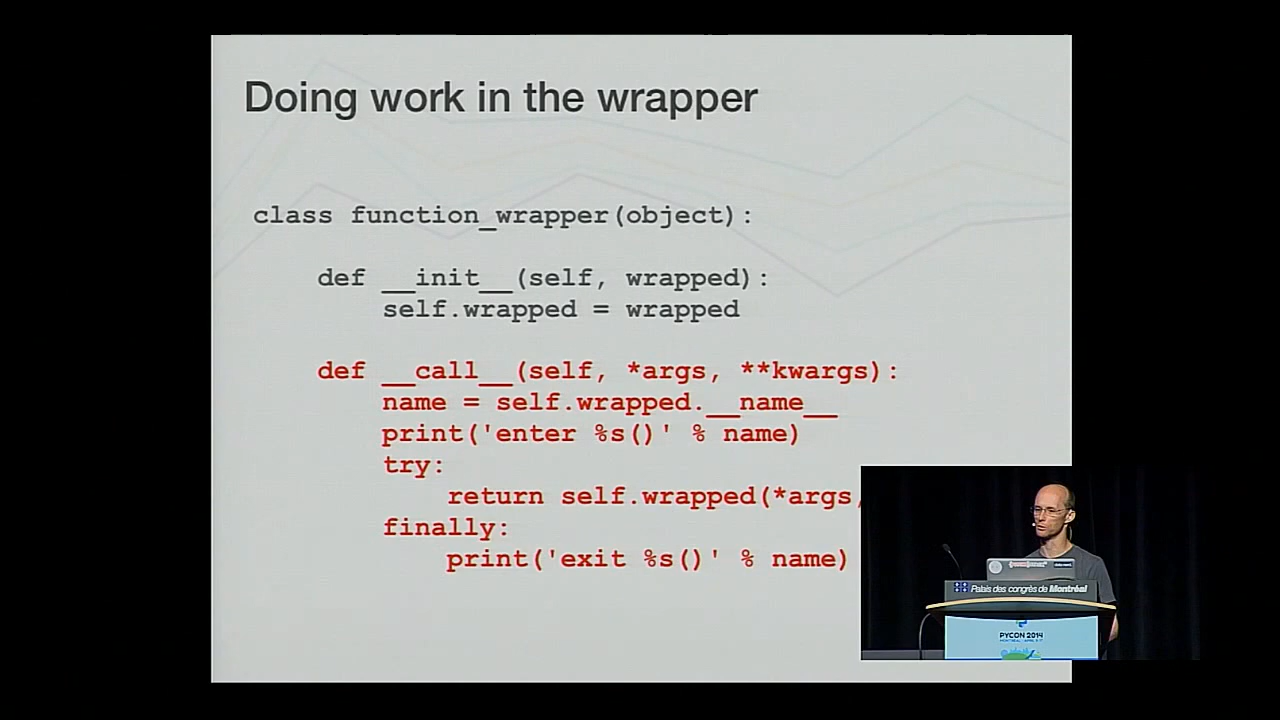 Doing work in the wrapper
class function_wrapper(object):
def __init__(self, wrapped):
self.wrapped = wrapped
def __call__(self, *args, **kwargs):
name = self.wrapped.__name__
print('enter %s()' % name)
try:
return self.wrapped(*args,
finally:
print('exit %s()' % name)
Palais des congrès de Montréal
PYCON 2014